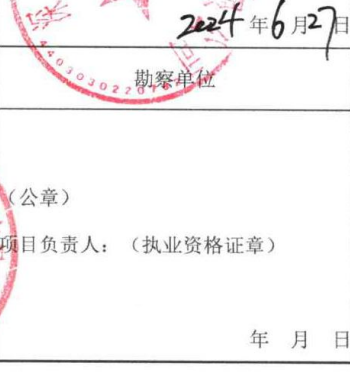 2024年6月27日
勘察单位
（公章）
项目负责人：（执业资格证章）
年 月 日